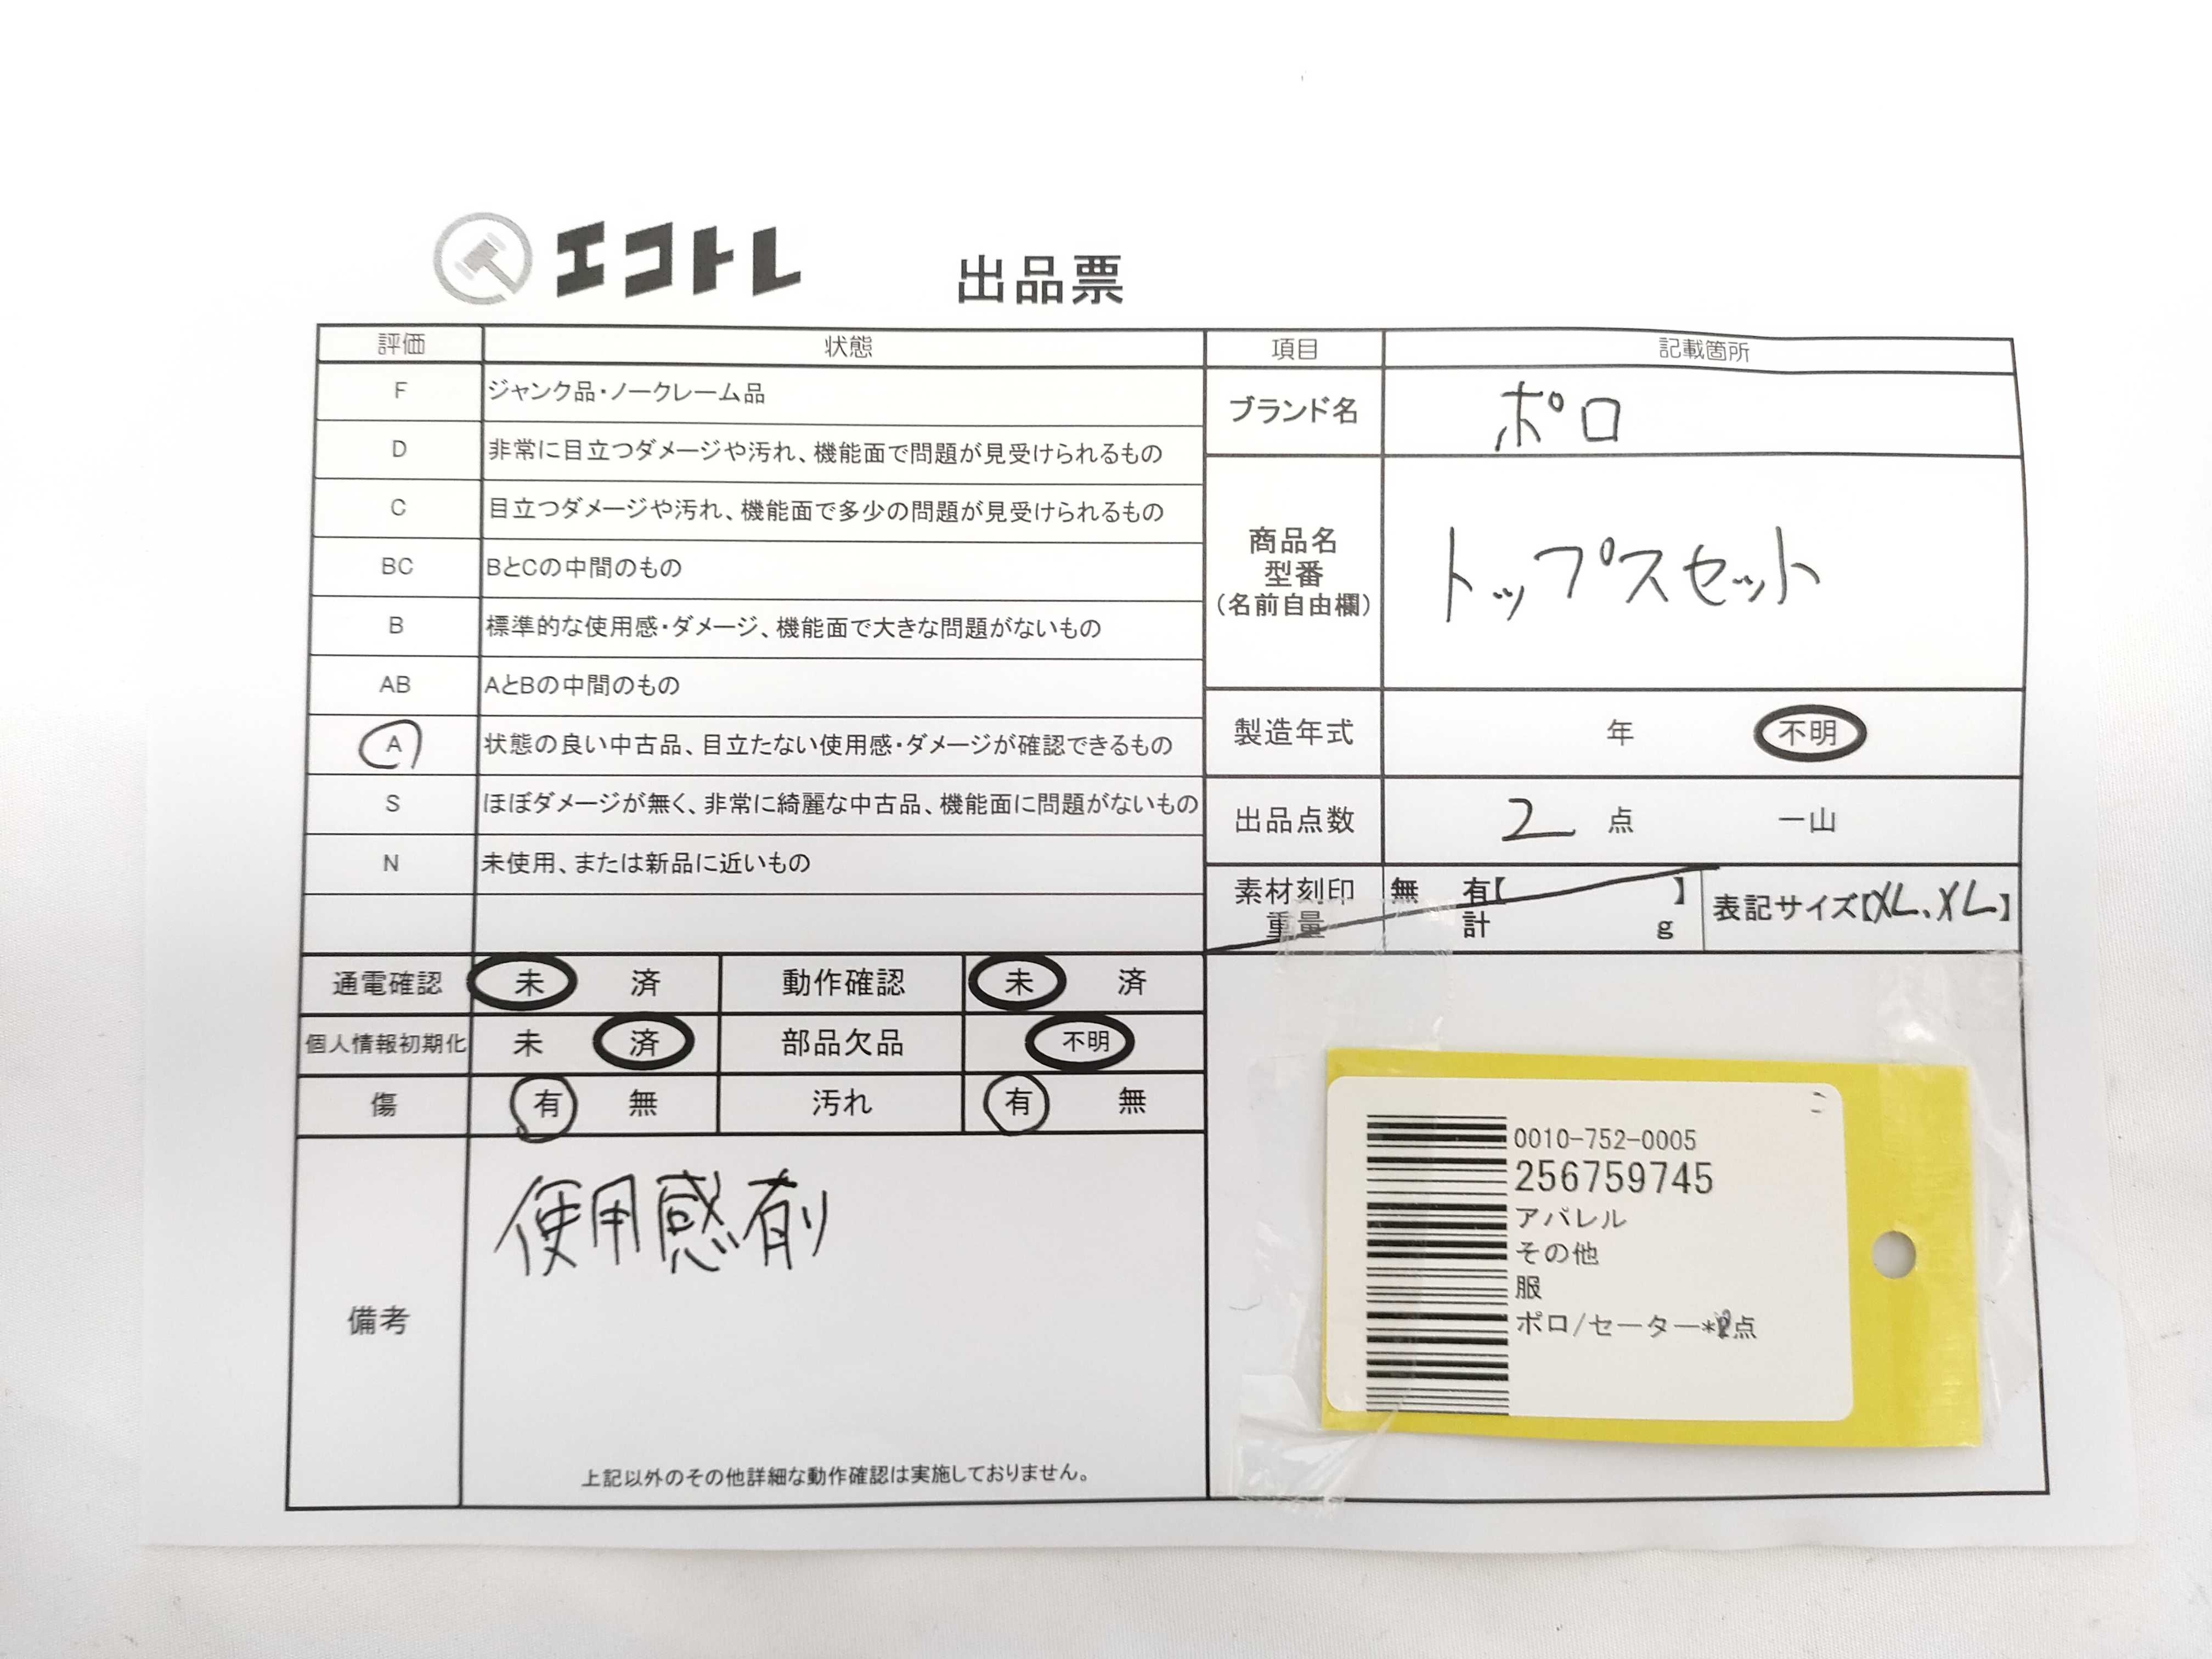 エコトレ 出品票
評価 状態 項目 記載箇所
F ジャンク品・ノークレーム品
D 非常に目立つダメージや汚れ、機能面で問題が見受けられるもの
C 目立つダメージや汚れ、機能面で多少の問題が見受けられるもの
BC BとCの中間のもの
B 標準的な使用感・ダメージ、機能面で大きな問題がないもの
AB AとBの中間のもの
A 状態の良い中古品、目立たない使用感・ダメージが確認できるもの
S ほぼダメージが無く、非常に綺麗な中古品、機能面に問題がないもの
N 未使用、または新品に近いもの
ブランド名 ポロ
商品名
型番
(名前自由欄)
トップスセット
製造年式 年 不明
出品点数 2 点 一山
素材刻印 無 有【 】
重量 計 g
表記サイズ【XL、XL】
通電確認 未 済 動作確認 未 済
個人情報初期化 未 済 部品欠品 不明
傷 有 無 汚れ 有 無
備考
使用感有り
上記以外のその他詳細な動作確認は実施しておりません。
0010-752-0005
256759745
アパレル
その他
服
ポロ/セーター*2点